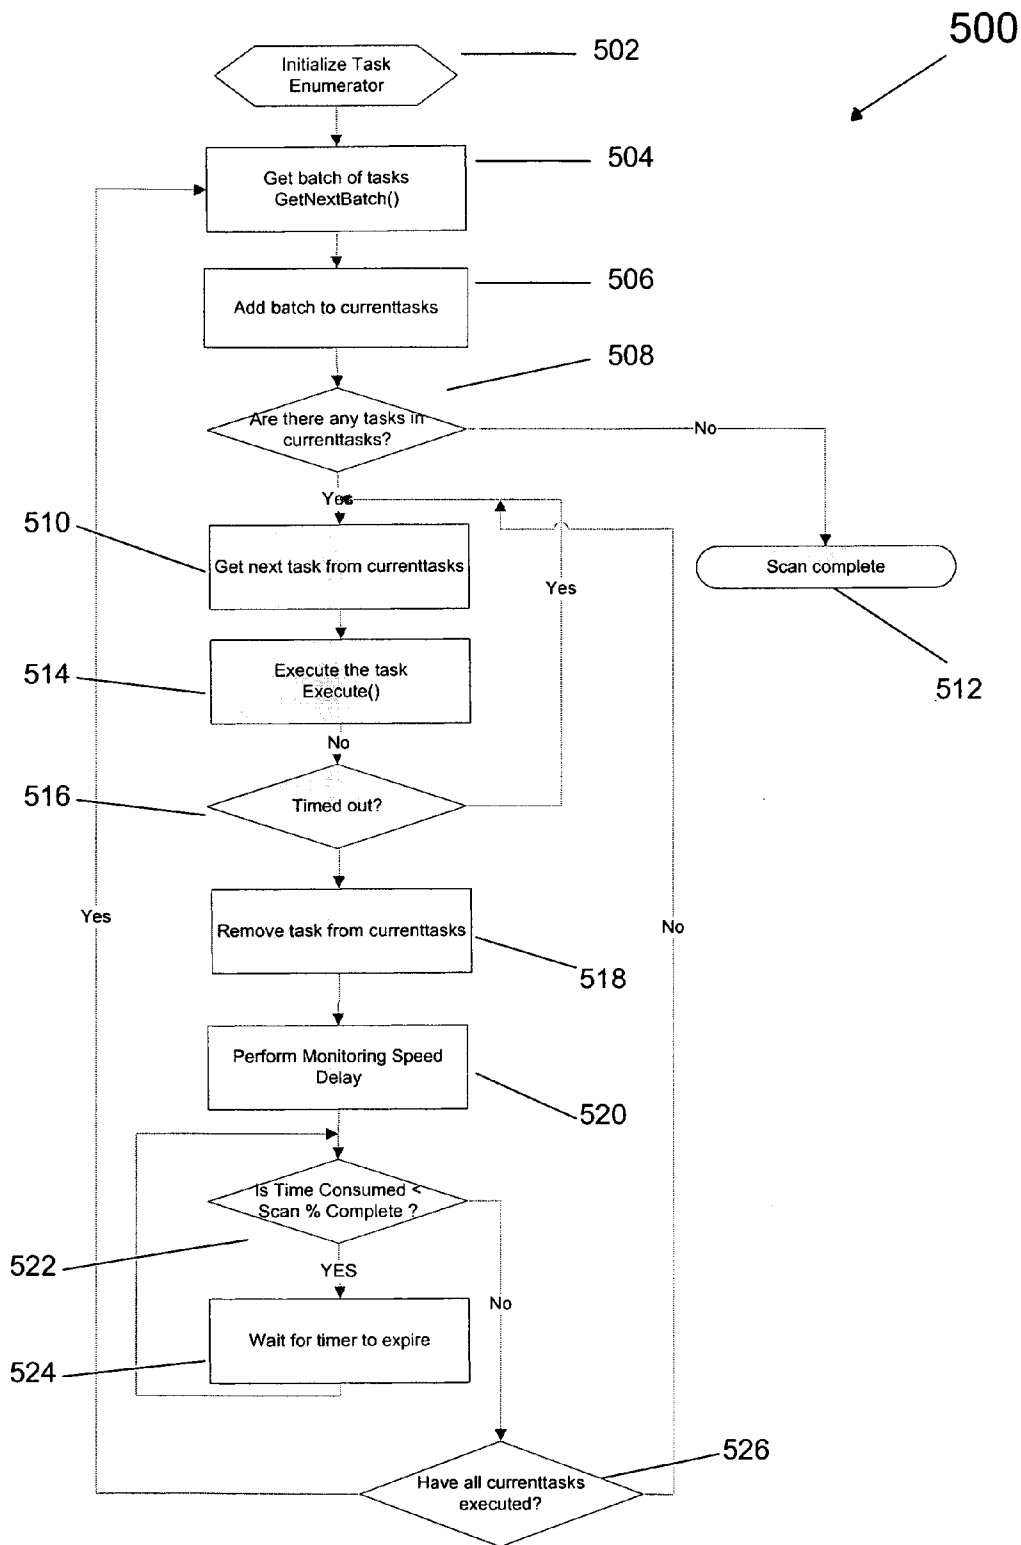 500
502
Initialize Task
Enumerator
504
Get batch of tasks
GetNextBatch()
506
Add batch to currenttasks
508
Are there any tasks in
currenttasks?
No
Yes
510
Get next task from currenttasks
Scan complete
Yes
512
514
Execute the task
Execute()
No
516
Timed out?
Yes
Remove task from currenttasks
No
518
Perform Monitoring Speed
Delay
520
Is Time Consumed <
Scan % Complete ?
522
YES
No
Wait for timer to expire
524
526
Have all currenttasks
executed?